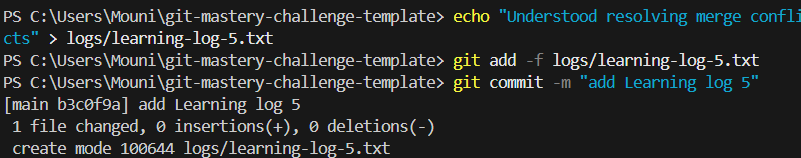 PS C:\Users\Mouni\git-mastery-challenge-template> echo "Understood resolving merge confli
cts" > logs/learning-log-5.txt
PS C:\Users\Mouni\git-mastery-challenge-template> git add -f logs/learning-log-5.txt
PS C:\Users\Mouni\git-mastery-challenge-template> git commit -m "add Learning log 5"
[main b3c0f9a] add Learning log 5
 1 file changed, 0 insertions(+), 0 deletions(-)
 create mode 100644 logs/learning-log-5.txt